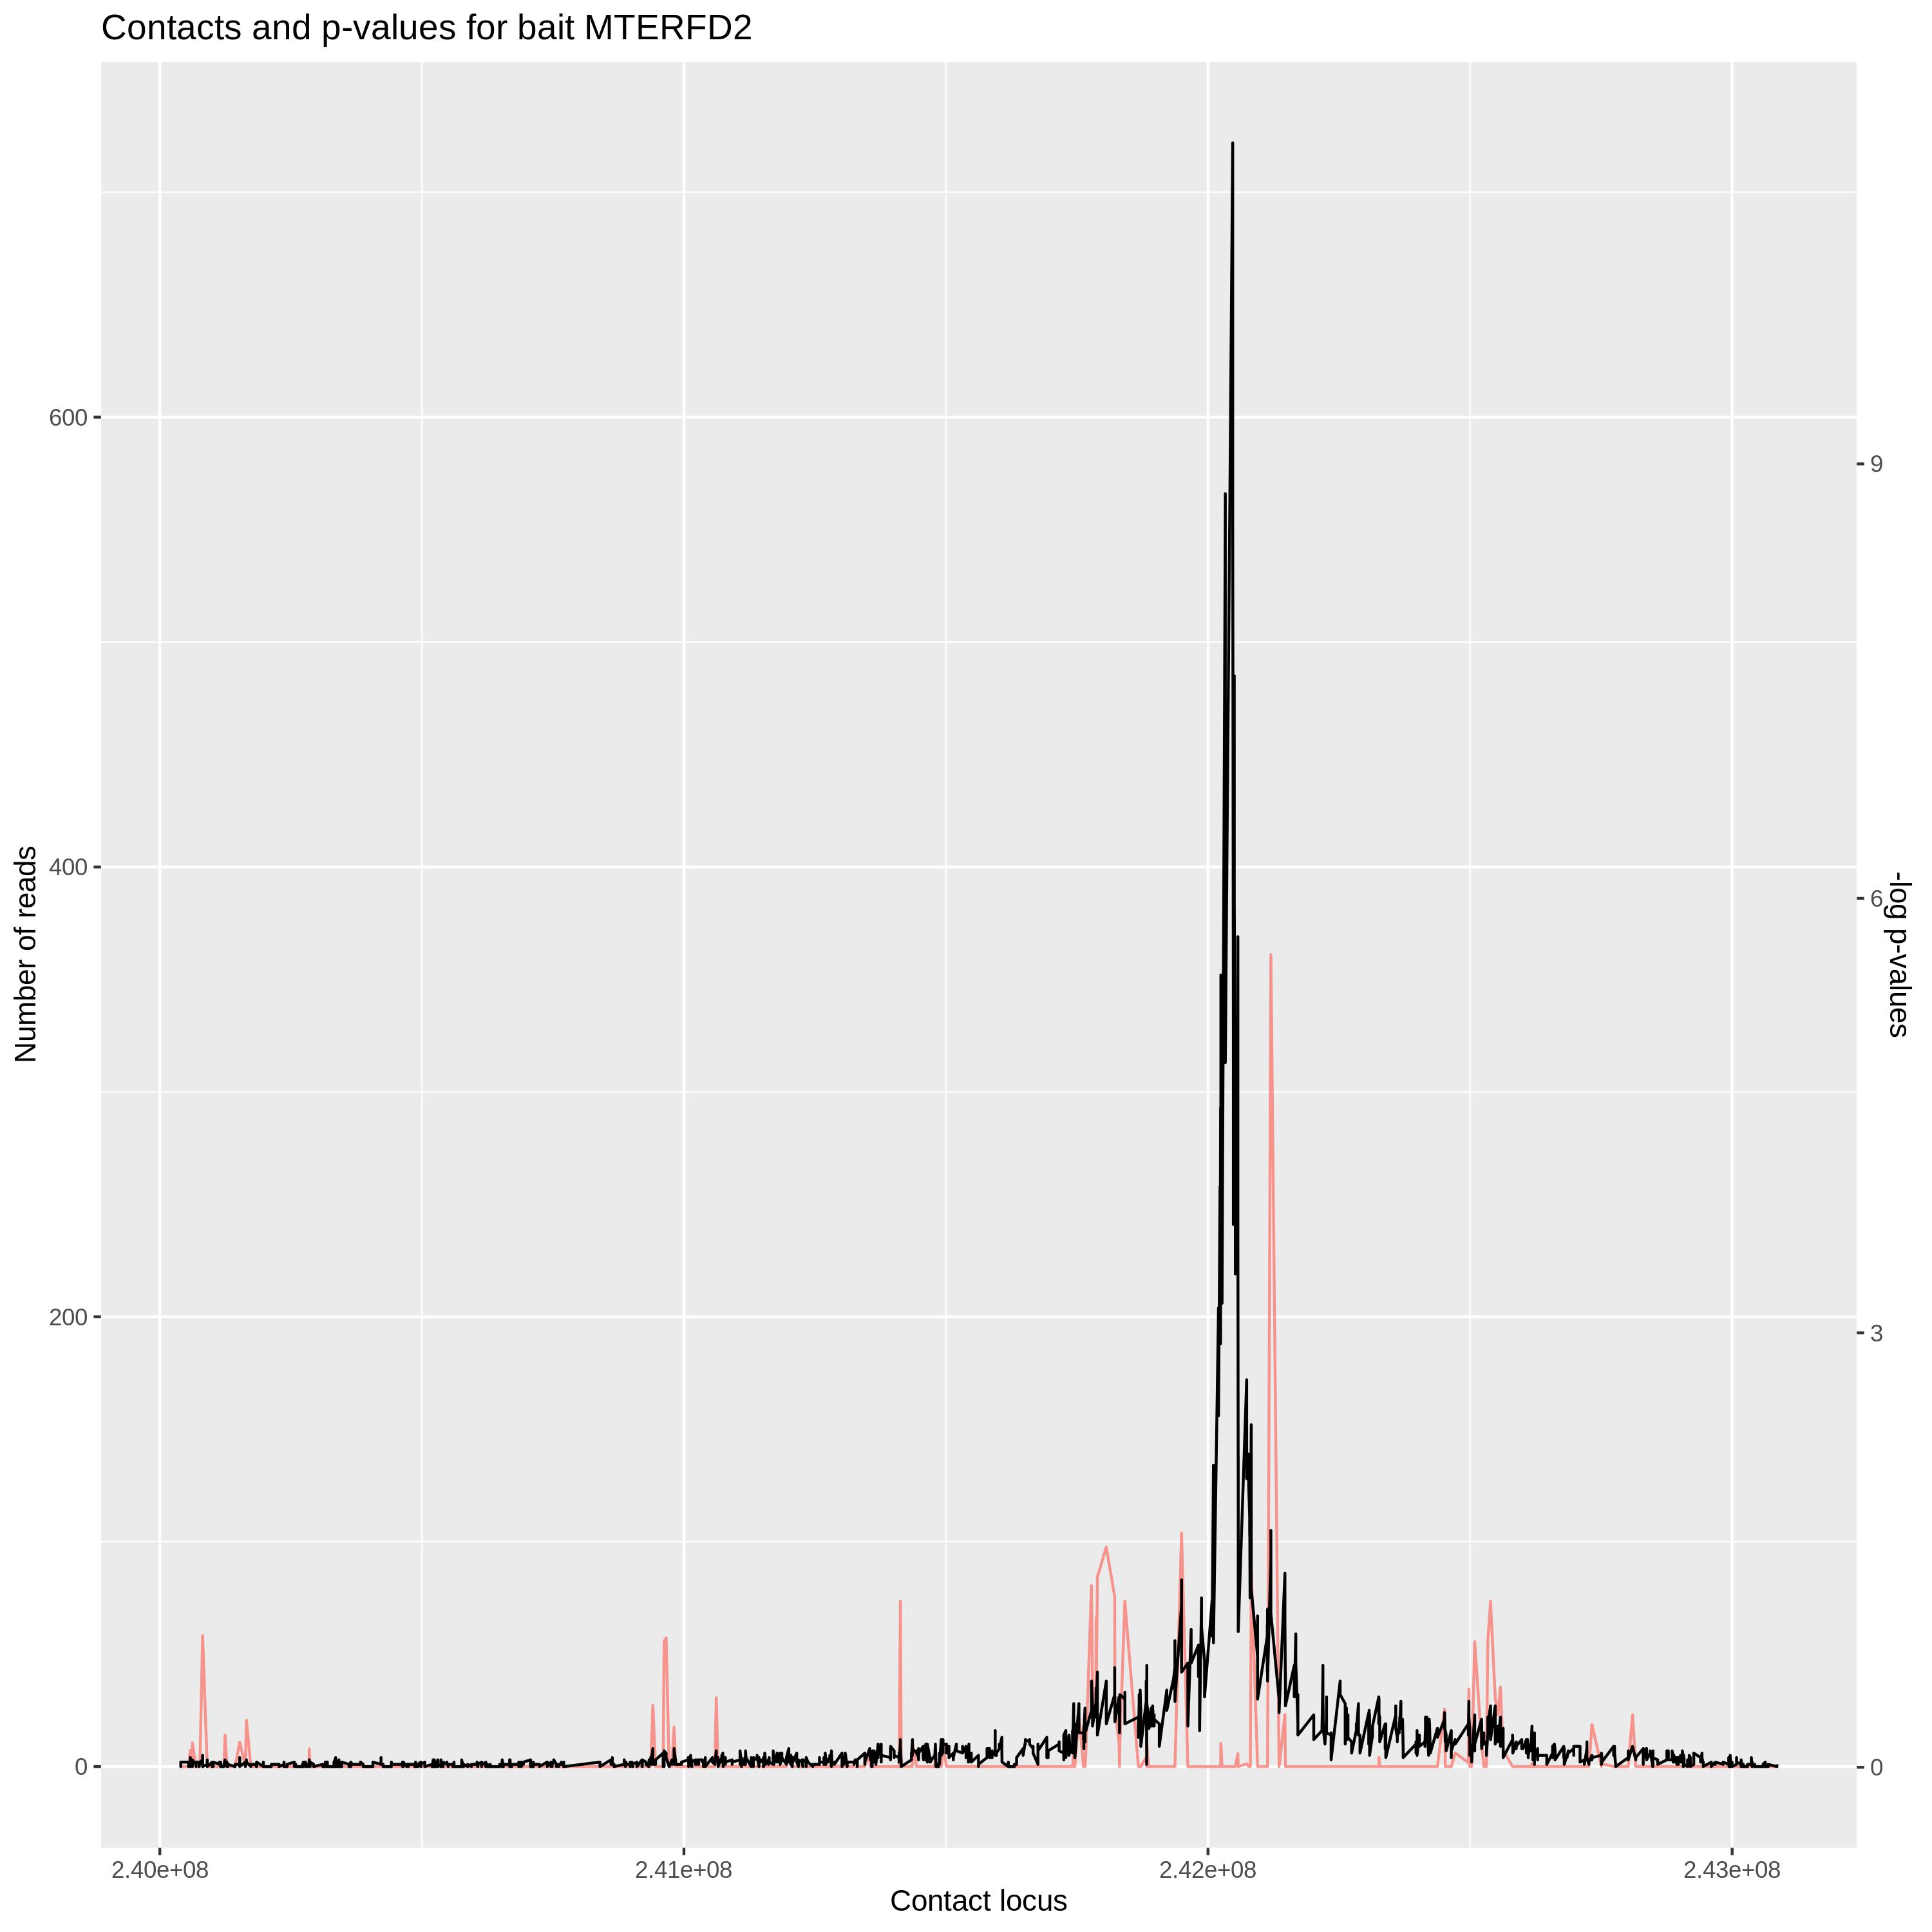 Contacts and p-values for bait MTERFD2
Number of reads
600
400
200
0
9
6
3
0
-log p-values
2.40e+08
2.41e+08
2.42e+08
2.43e+08
Contact locus